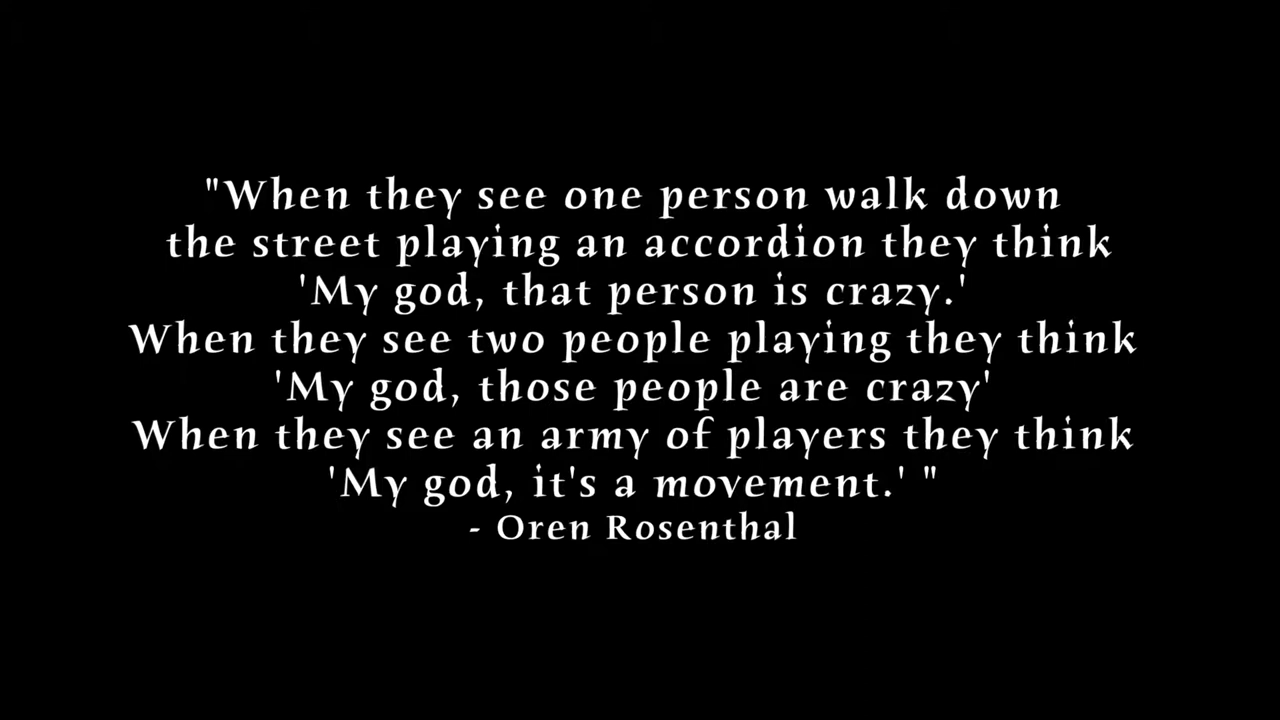 "When they see one person walk down
the street playing an accordion they think
'My god, that person is crazy.'
When they see two people playing they think
'My god, those people are crazy'
When they see an army of players they think
'My god, it's a movement.' "
- Oren Rosenthal